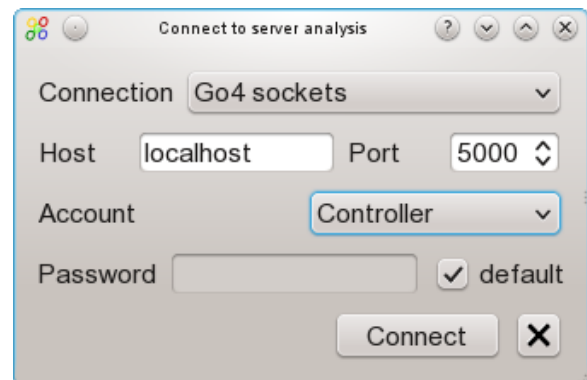 Connect to server analysis
Connection Go4 sockets
Host localhost Port 5000
Account Controller
Password default
Connect